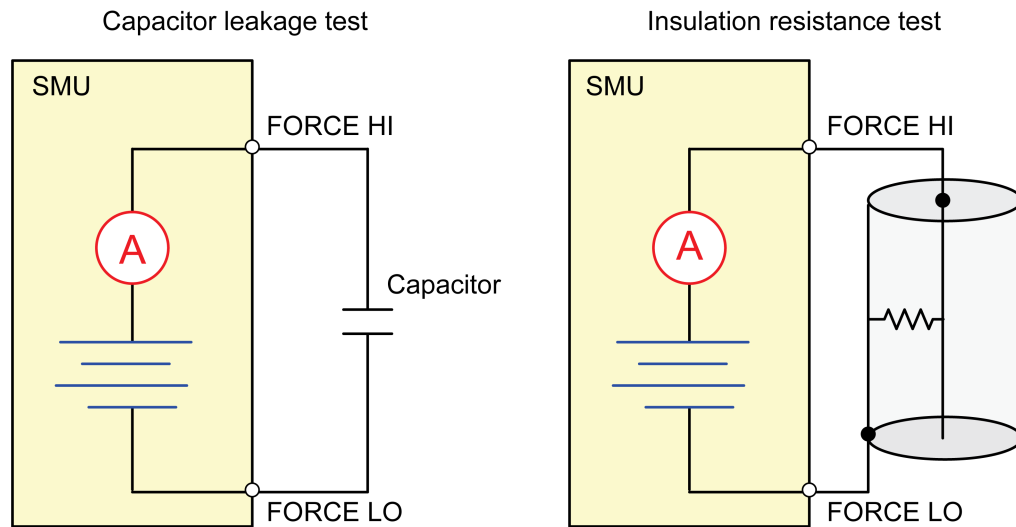 Capacitor leakage test
SMU
FORCE HI
A
Capacitor
FORCE LO
Insulation resistance test
SMU
FORCE HI
A
FORCE LO